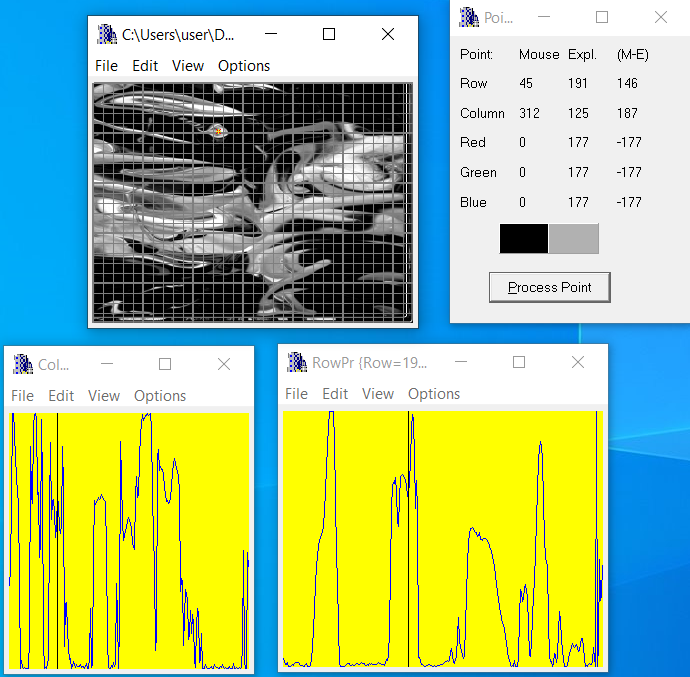 C:\Users\user\D...
File Edit View Options
Poi...
Point: Mouse Expl. (M-E)
Row 45 191 146
Column 312 125 187
Red 0 177 -177
Green 0 177 -177
Blue 0 177 -177
Process Point
Col...
File Edit View Options
RowPr {Row=19...
File Edit View Options